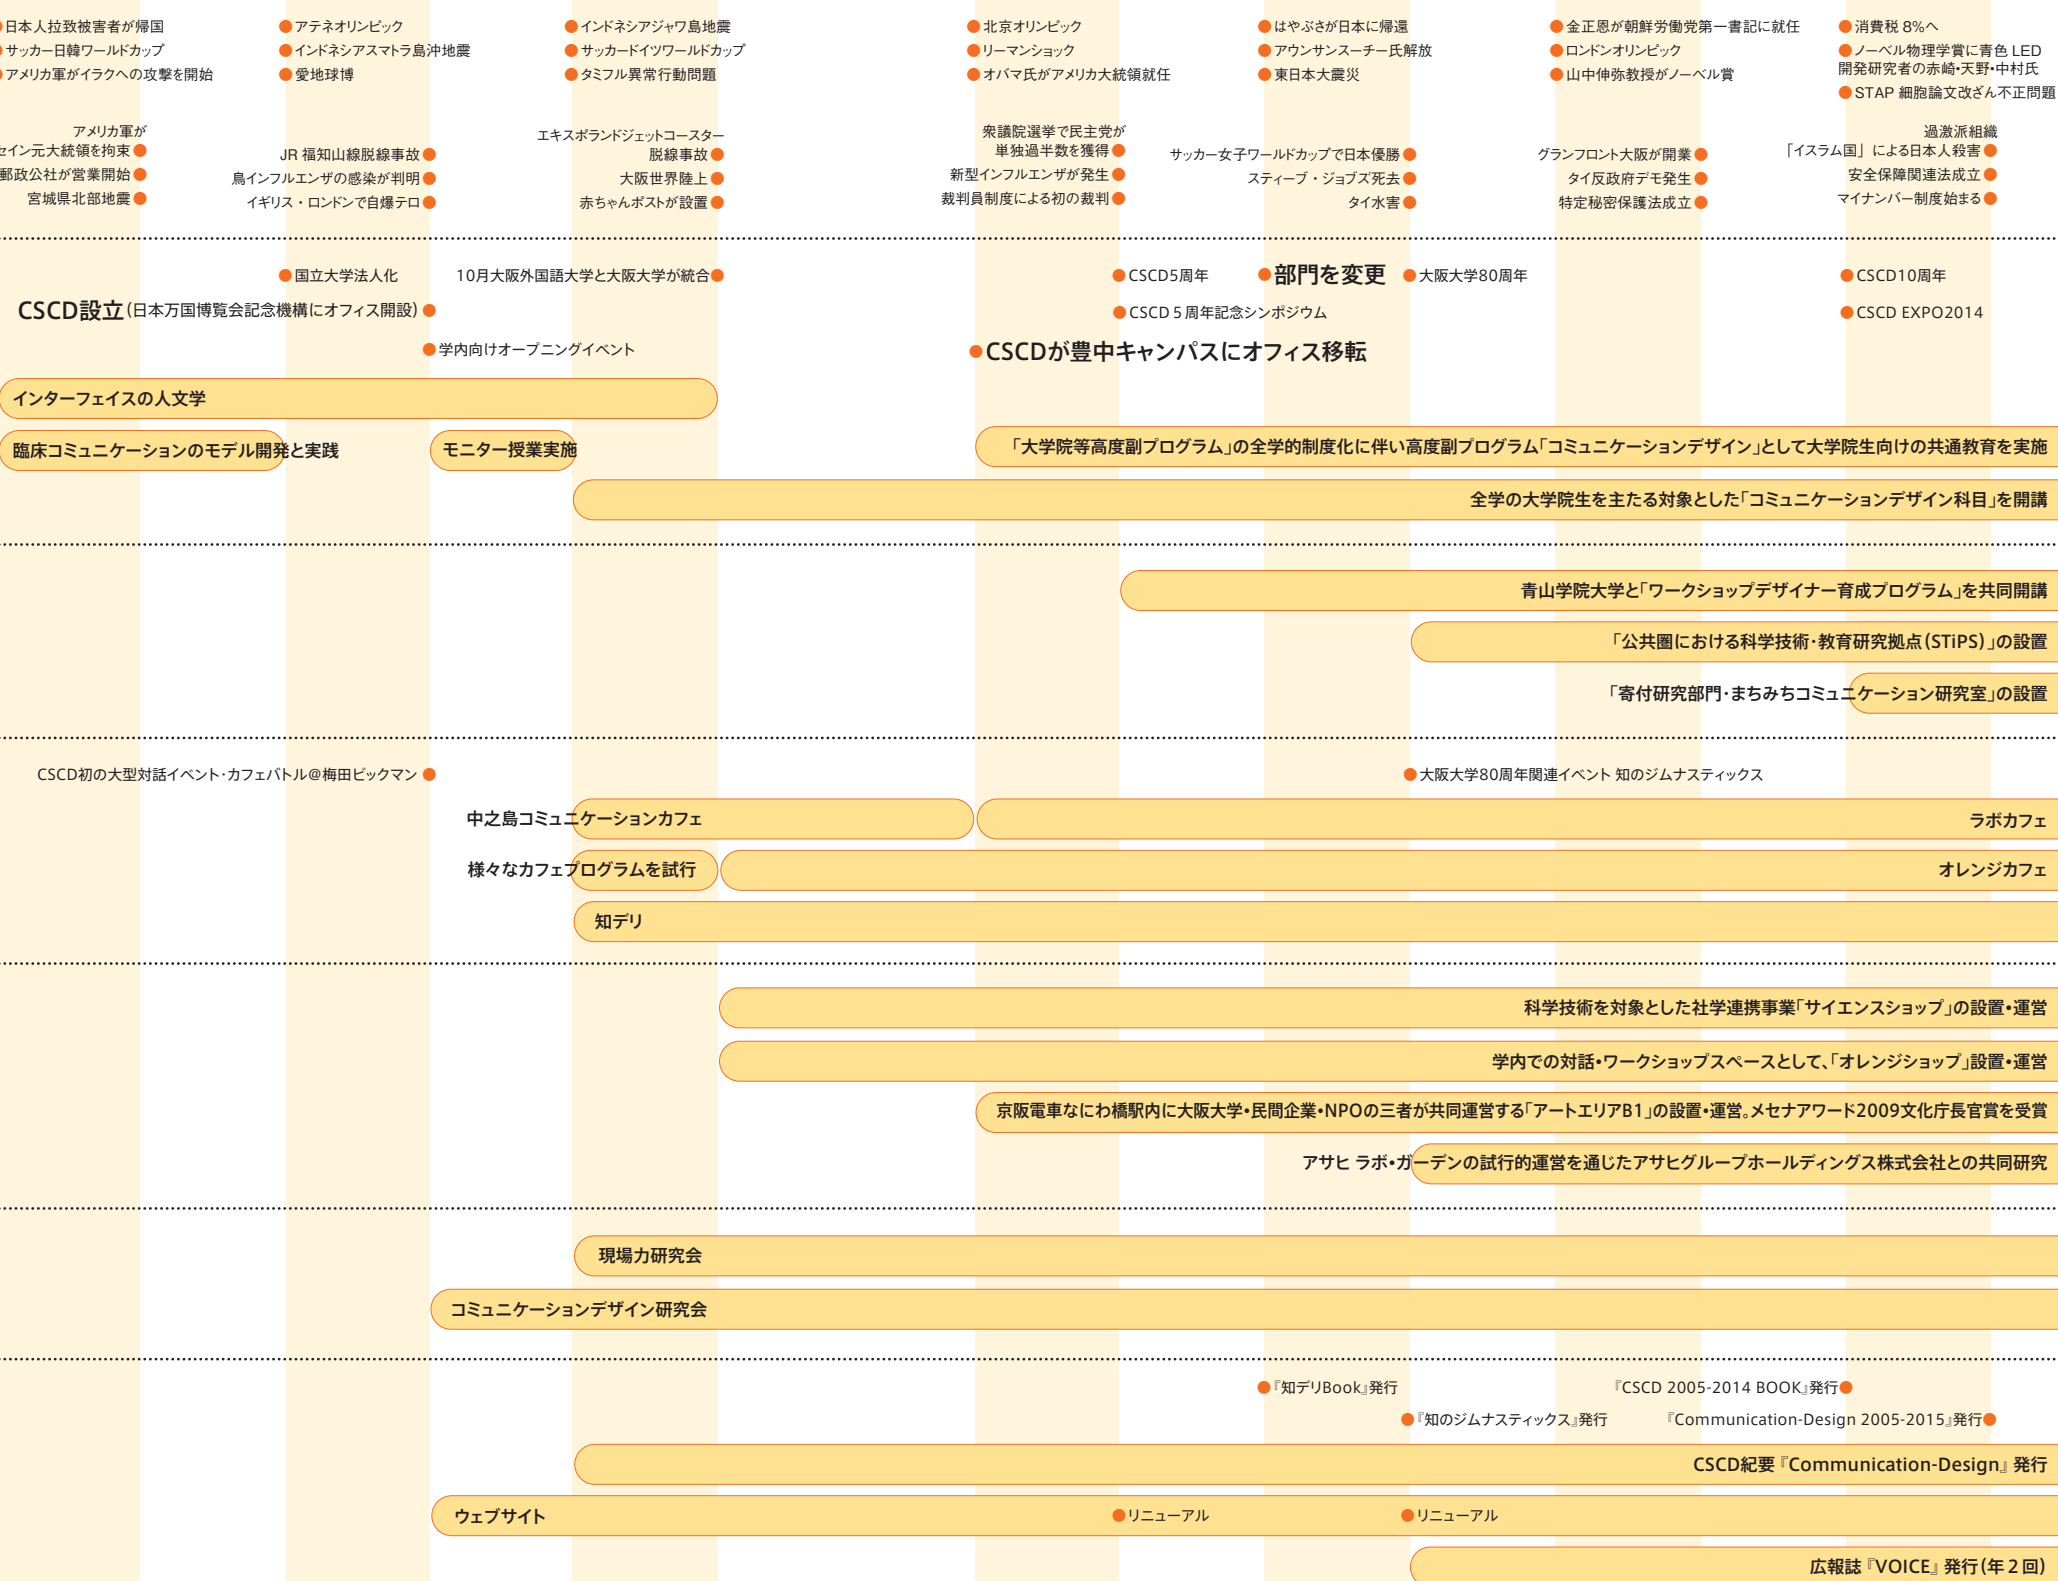 日本人拉致被害者が帰国
サッカー日韓ワールドカップ
アメリカ軍がイラクへの攻撃を開始
アテネオリンピック
インドネシアスマトラ島沖地震
愛地球博
インドネシアジャワ島地震
サッカードイツワールドカップ
タミフル異常行動問題
北京オリンピック
リーマンショック
オバマ氏がアメリカ大統領就任
はやぶさが日本に帰還
アウンサンスーチー氏解放
東日本大震災
金正恩が朝鮮労働党第一書記に就任
ロンドンオリンピック
山中伸弥教授がノーベル賞
消費税 8%へ
ノーベル物理学賞に青色 LED
開発研究者の赤崎・天野・中村氏
STAP 細胞論文改ざん不正問題
アメリカ軍が
セイン元大統領を拘束
郵政公社が営業開始
宮城県北部地震
JR 福知山線脱線事故
鳥インフルエンザの感染が判明
イギリス・ロンドンで自爆テロ
エキスポランドジェットコースター
脱線事故
大阪世界陸上
赤ちゃんポストが設置
衆議院選挙で民主党が
単独過半数を獲得
新型インフルエンザが発生
裁判員制度による初の裁判
サッカー女子ワールドカップで日本優勝
スティーブ・ジョブズ死去
タイ水害
グランフロント大阪が開業
タイ反政府デモ発生
特定秘密保護法成立
過激派組織
「イスラム国」による日本人殺害
安全保障関連法成立
マイナンバー制度始まる
国立大学法人化
10月大阪外国語大学と大阪大学が統合
CSCD5周年
部門を変更
大阪大学80周年
CSCD10周年
CSCD設立(日本万国博覧会記念機構にオフィス開設)
CSCD 5 周年記念シンポジウム
CSCD EXPO2014
学内向けオープニングイベント
CSCDが豊中キャンパスにオフィス移転
インターフェイスの人文学
臨床コミュニケーションのモデル開発と実践
モニター授業実施
「大学院等高度副プログラム」の全学的制度化に伴い高度副プログラム「コミュニケーションデザイン」として大学院生向けの共通教育を実施
全学の大学院生を主たる対象とした「コミュニケーションデザイン科目」を開講
青山学院大学と「ワークショップデザイナー育成プログラム」を共同開講
「公共圏における科学技術・教育研究拠点(STiPS)」の設置
「寄付研究部門・まちみちコミュニケーション研究室」の設置
CSCD初の大型対話イベント・カフェバトル@梅田ビックマン
大阪大学80周年関連イベント 知のジムナスティックス
中之島コミュニケーションカフェ
ラボカフェ
様々なカフェプログラムを試行
オレンジカフェ
知デリ
科学技術を対象とした社学連携事業「サイエンスショップ」の設置・運営
学内での対話・ワークショップスペースとして、「オレンジショップ」設置・運営
京阪電車なにわ橋駅内に大阪大学・民間企業・NPOの三者が共同運営する「アートエリアB1」の設置・運営。メセナアワード2009文化庁長官賞を受賞
アサヒ ラボ・ガーデンの試行的運営を通じたアサヒグループホールディングス株式会社との共同研究
現場力研究会
コミュニケーションデザイン研究会
『知デリBook』発行
『CSCD 2005-2014 BOOK』発行
『知のジムナスティックス』発行
『Communication-Design 2005-2015』発行
CSCD紀要『Communication-Design』発行
ウェブサイト
リニューアル
リニューアル
広報誌『VOICE』発行(年 2 回)